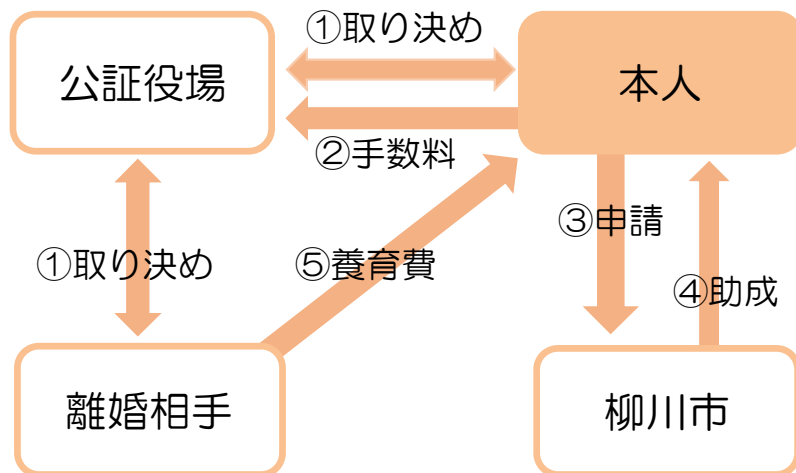 ①取り決め
公証役場
本人
②手数料
③申請
①取り決め
⑤養育費
④助成
離婚相手
柳川市